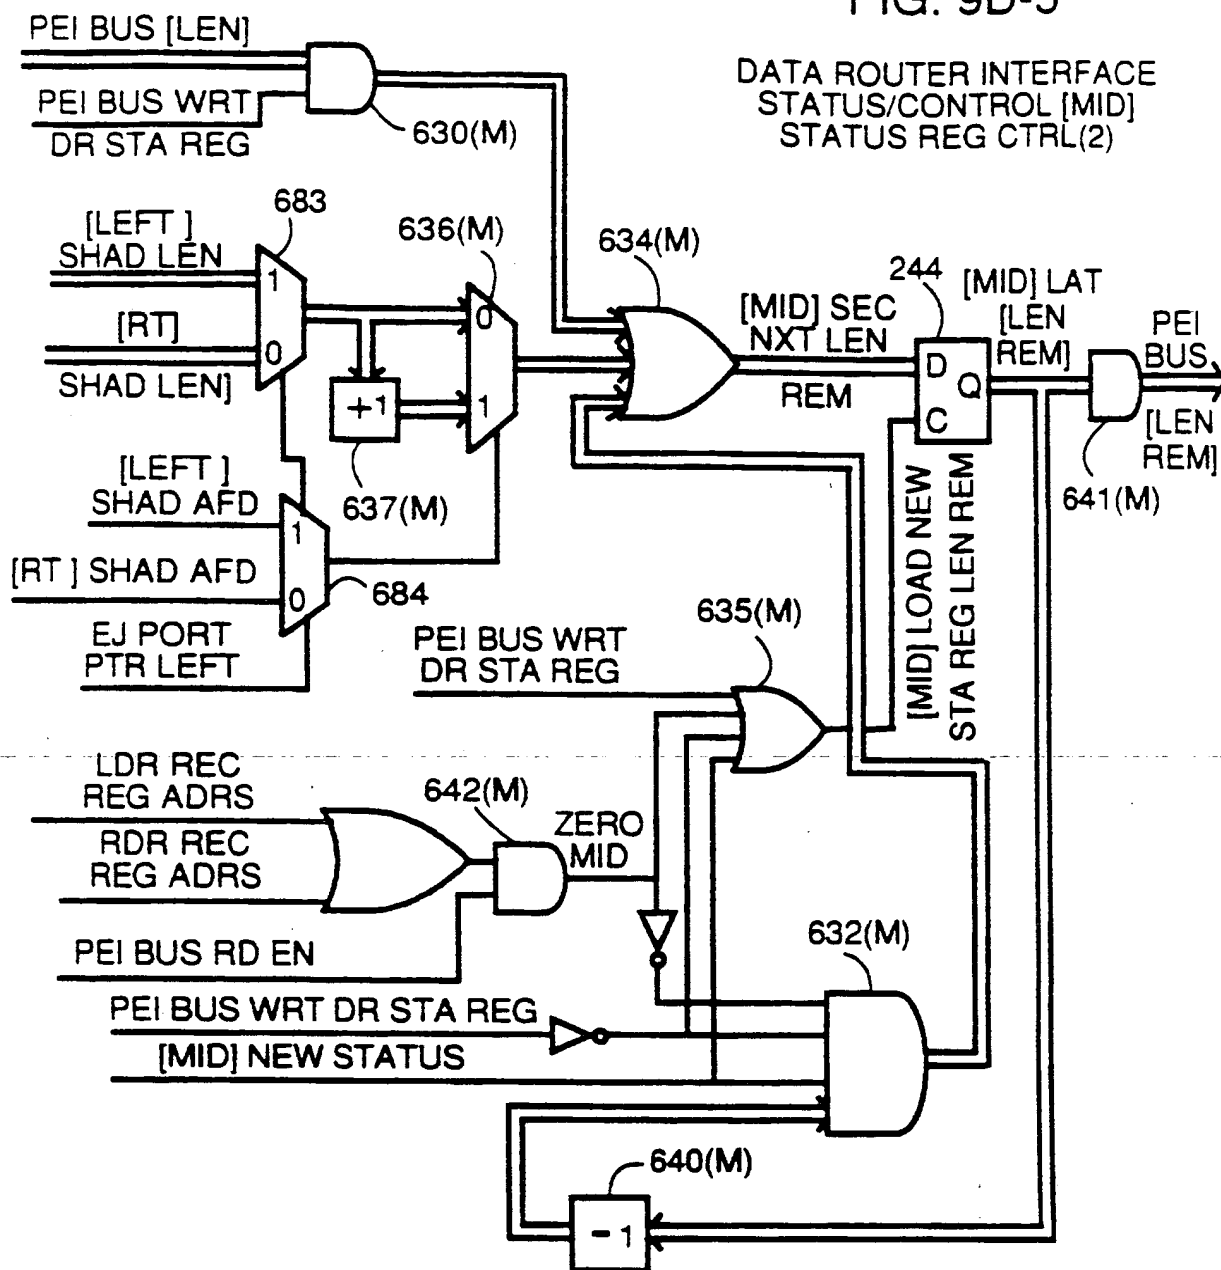 FIG. 9D-5
PEI BUS [LEN]
PEI BUS WRT
DR STA REG
630(M)
DATA ROUTER INTERFACE
STATUS/CONTROL [MID]
STATUS REG CTRL(2)
683
[LEFT ]
SHAD LEN
1
[RT]
0
SHAD LEN]
636(M)
0
1
+1
637(M)
634(M)
[MID] SEC
NXT LEN
REM
244
D
Q
C
[MID] LAT
[LEN
REM]
PEI
BUS
[LEN
REM]
641(M)
[LEFT ]
SHAD AFD
1
[RT ] SHAD AFD
0
684
EJ PORT
PTR LEFT
[MID] LOAD NEW
STA REG LEN REM
PEI BUS WRT
DR STA REG
635(M)
LDR REC
REG ADRS
RDR REC
REG ADRS
642(M)
ZERO
MID
PEI BUS RD EN
632(M)
PEI BUS WRT DR STA REG
[MID] NEW STATUS
640(M)
- 1